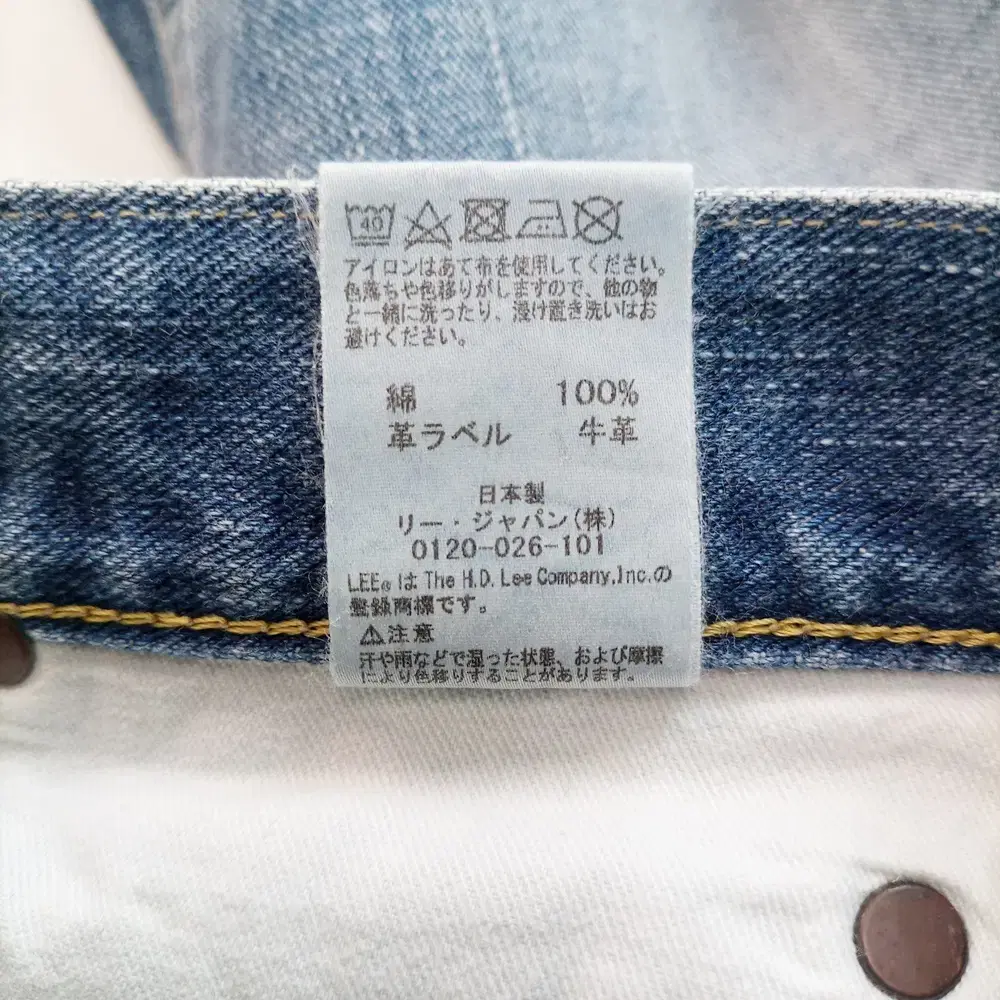 40
アイロンはあて布を使用してください。
色落ちや色移りがしますので、他の物
と一緒に洗ったり、浸け置き洗いはお
避けください。
綿 100%
革ラベル 牛革
日本製
リー・ジャパン(株)
0120-026-101
LEE®は The H.D. Lee Company, Inc.の
登録商標です。
⚠注意
汗や雨などで湿った状態、および摩擦
により色移りすることがあります。